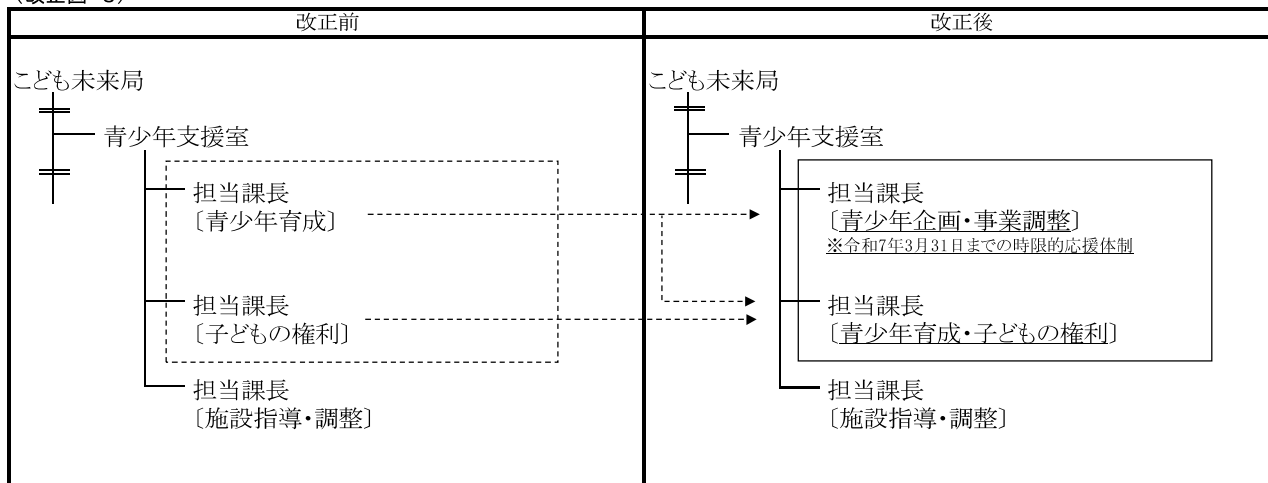 改正前
改正後
こども未来局
青少年支援室
担当課長
〔青少年育成〕
担当課長
〔子どもの権利〕
担当課長
〔施設指導・調整〕
こども未来局
青少年支援室
担当課長
〔青少年企画・事業調整〕
※令和7年3月31日までの時限的応援体制
担当課長
〔青少年育成・子どもの権利〕
担当課長
〔施設指導・調整〕